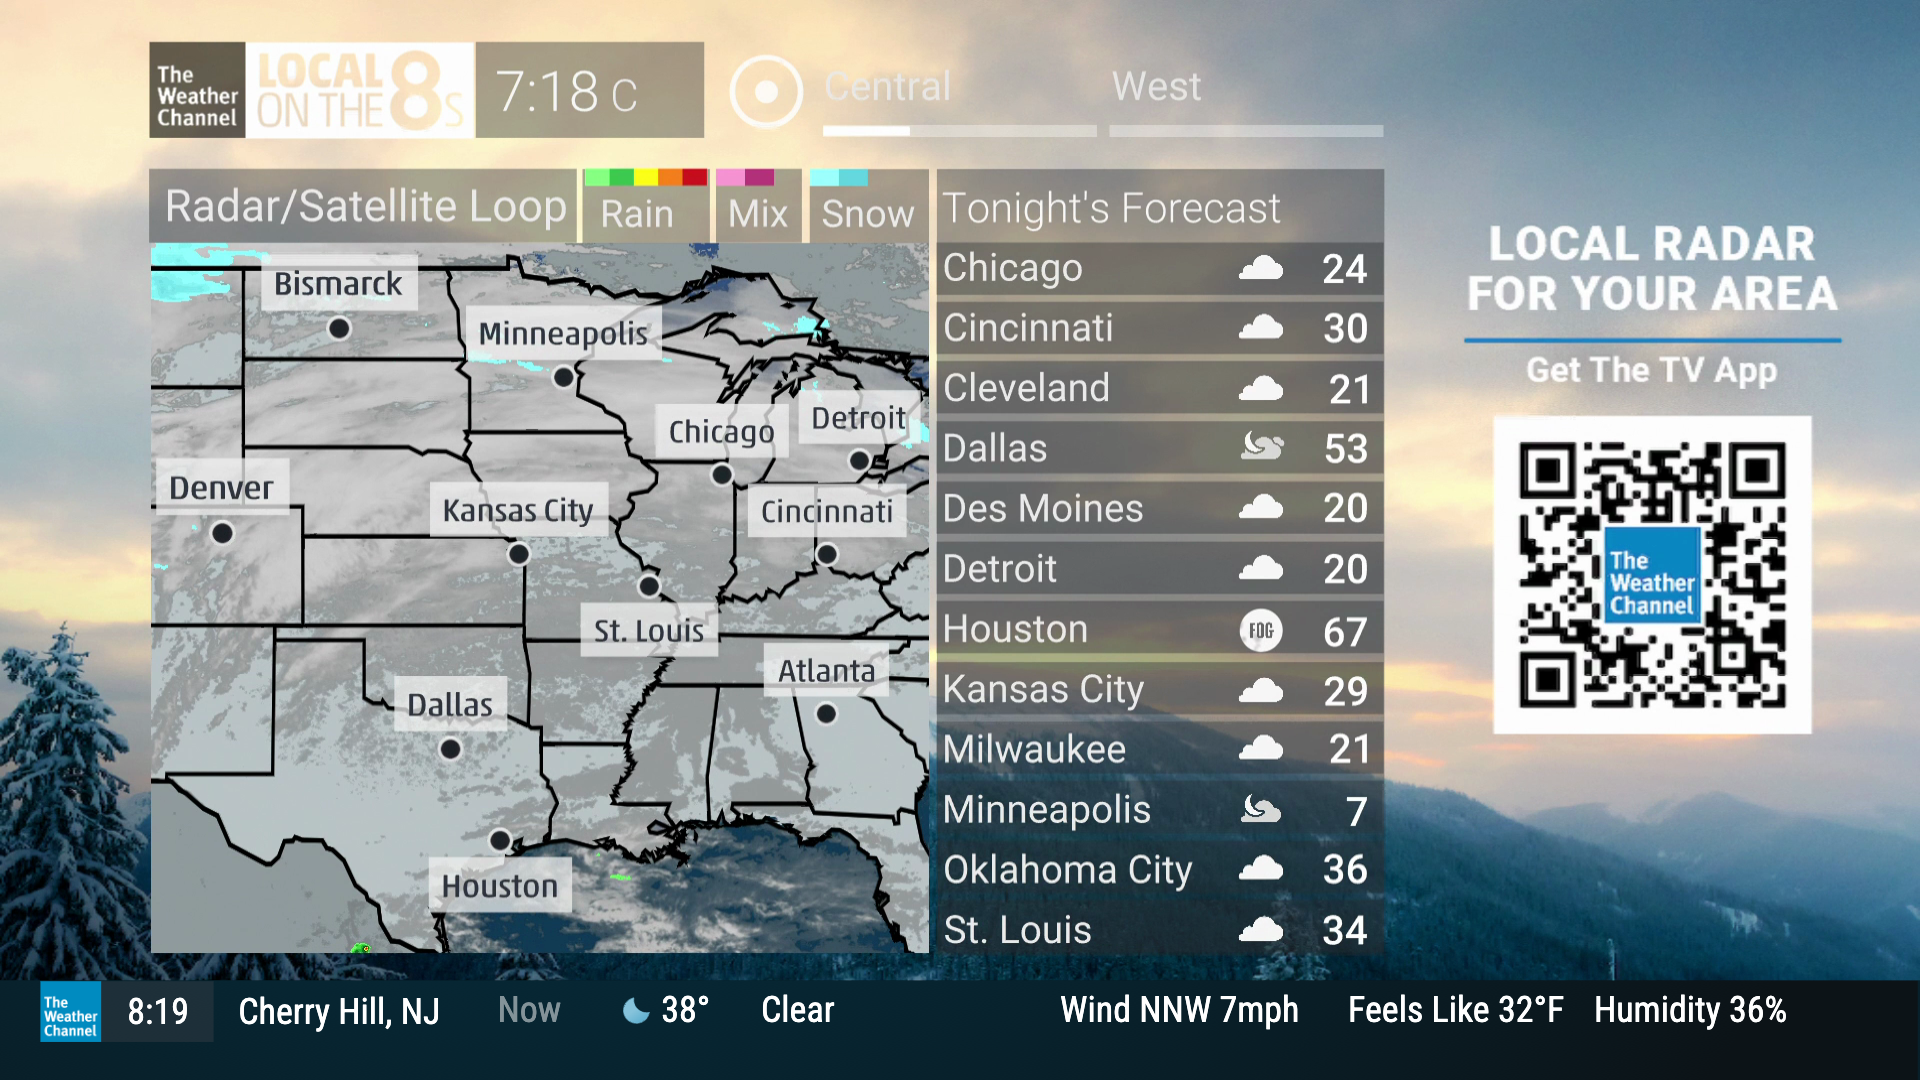 The
Weather
Channel
LOCAL
ON THE 8s
7:18 C
Central
West
Radar/Satellite Loop
Rain
Mix
Snow
Tonight's Forecast
Bismarck
Minneapolis
Chicago
Detroit
Denver
Kansas City
Cincinnati
St. Louis
Atlanta
Dallas
Houston
Chicago 24
Cincinnati 30
Cleveland 21
Dallas 53
Des Moines 20
Detroit 20
Houston FOG 67
Kansas City 29
Milwaukee 21
Minneapolis 7
Oklahoma City 36
St. Louis 34
LOCAL RADAR
FOR YOUR AREA
Get The TV App
The
Weather
Channel
The
Weather
Channel
8:19 Cherry Hill, NJ Now 38° Clear Wind NNW 7mph Feels Like 32°F Humidity 36%